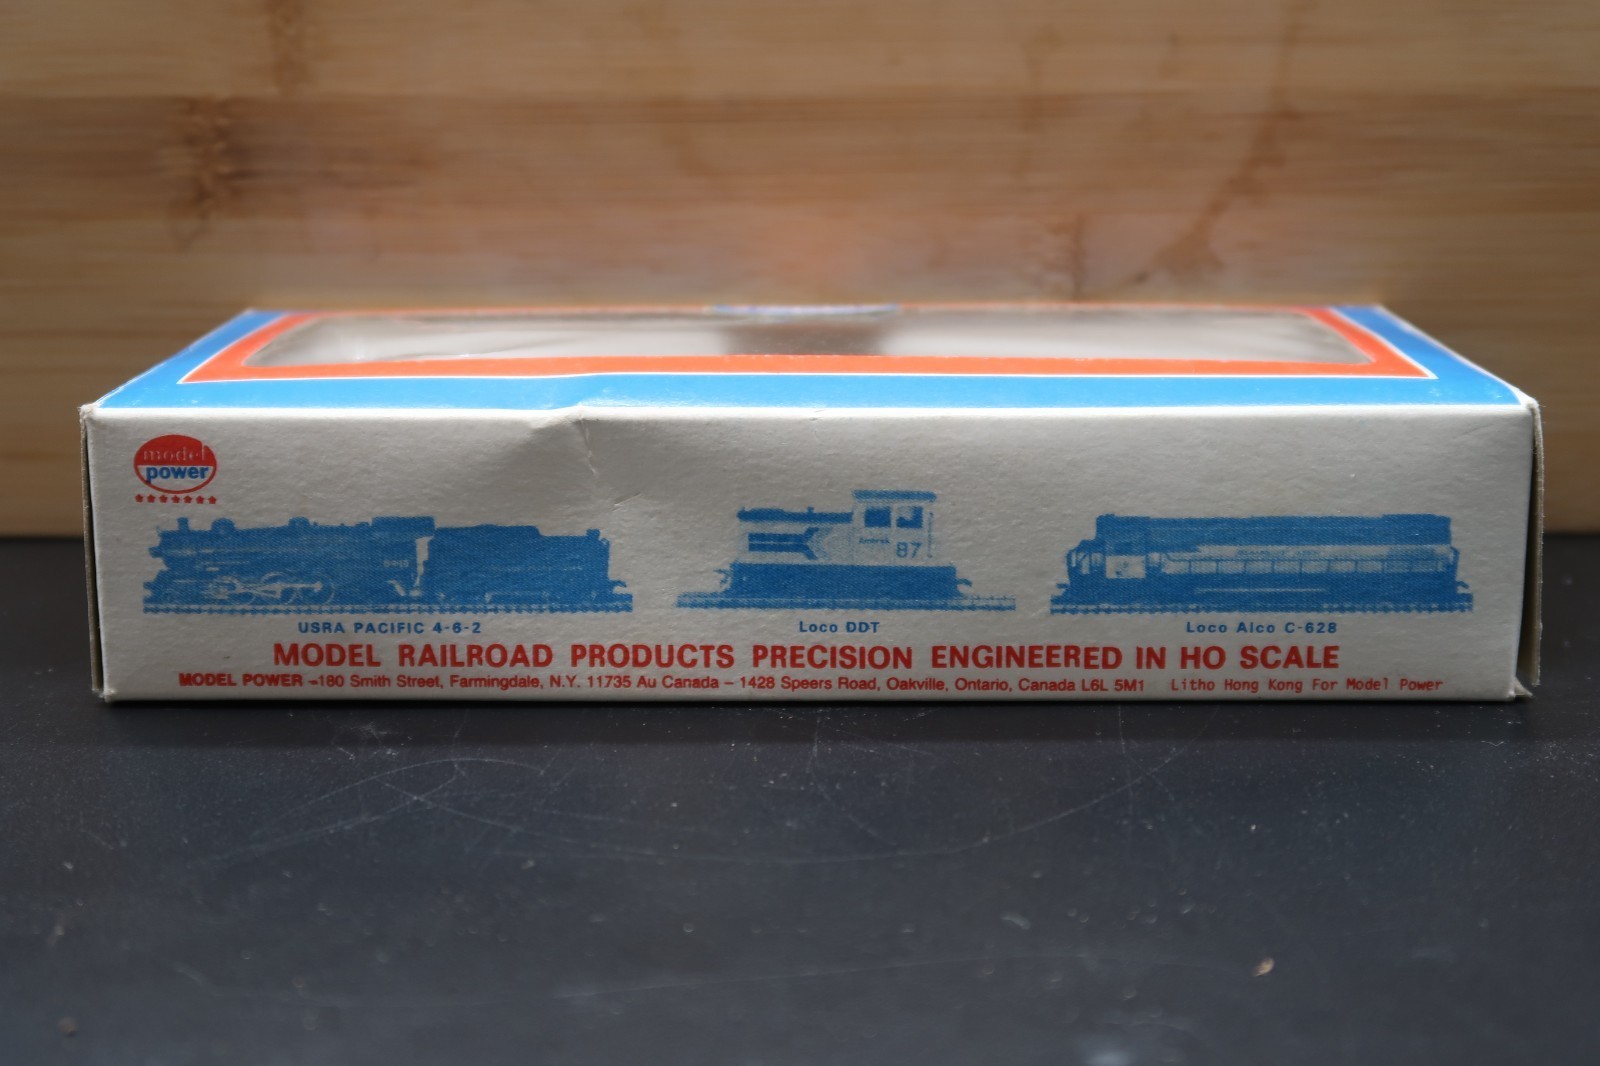 model
power
87
USRA PACIFIC 4-6-2
Loco DDT
Loco Alco C-628
MODEL RAILROAD PRODUCTS PRECISION ENGINEERED IN HO SCALE
MODEL POWER - 180 Smith Street, Farmingdale, N.Y. 11735 Au Canada – 1428 Speers Road, Oakville, Ontario, Canada L6L 5M1 Litho Hong Kong For Model Power